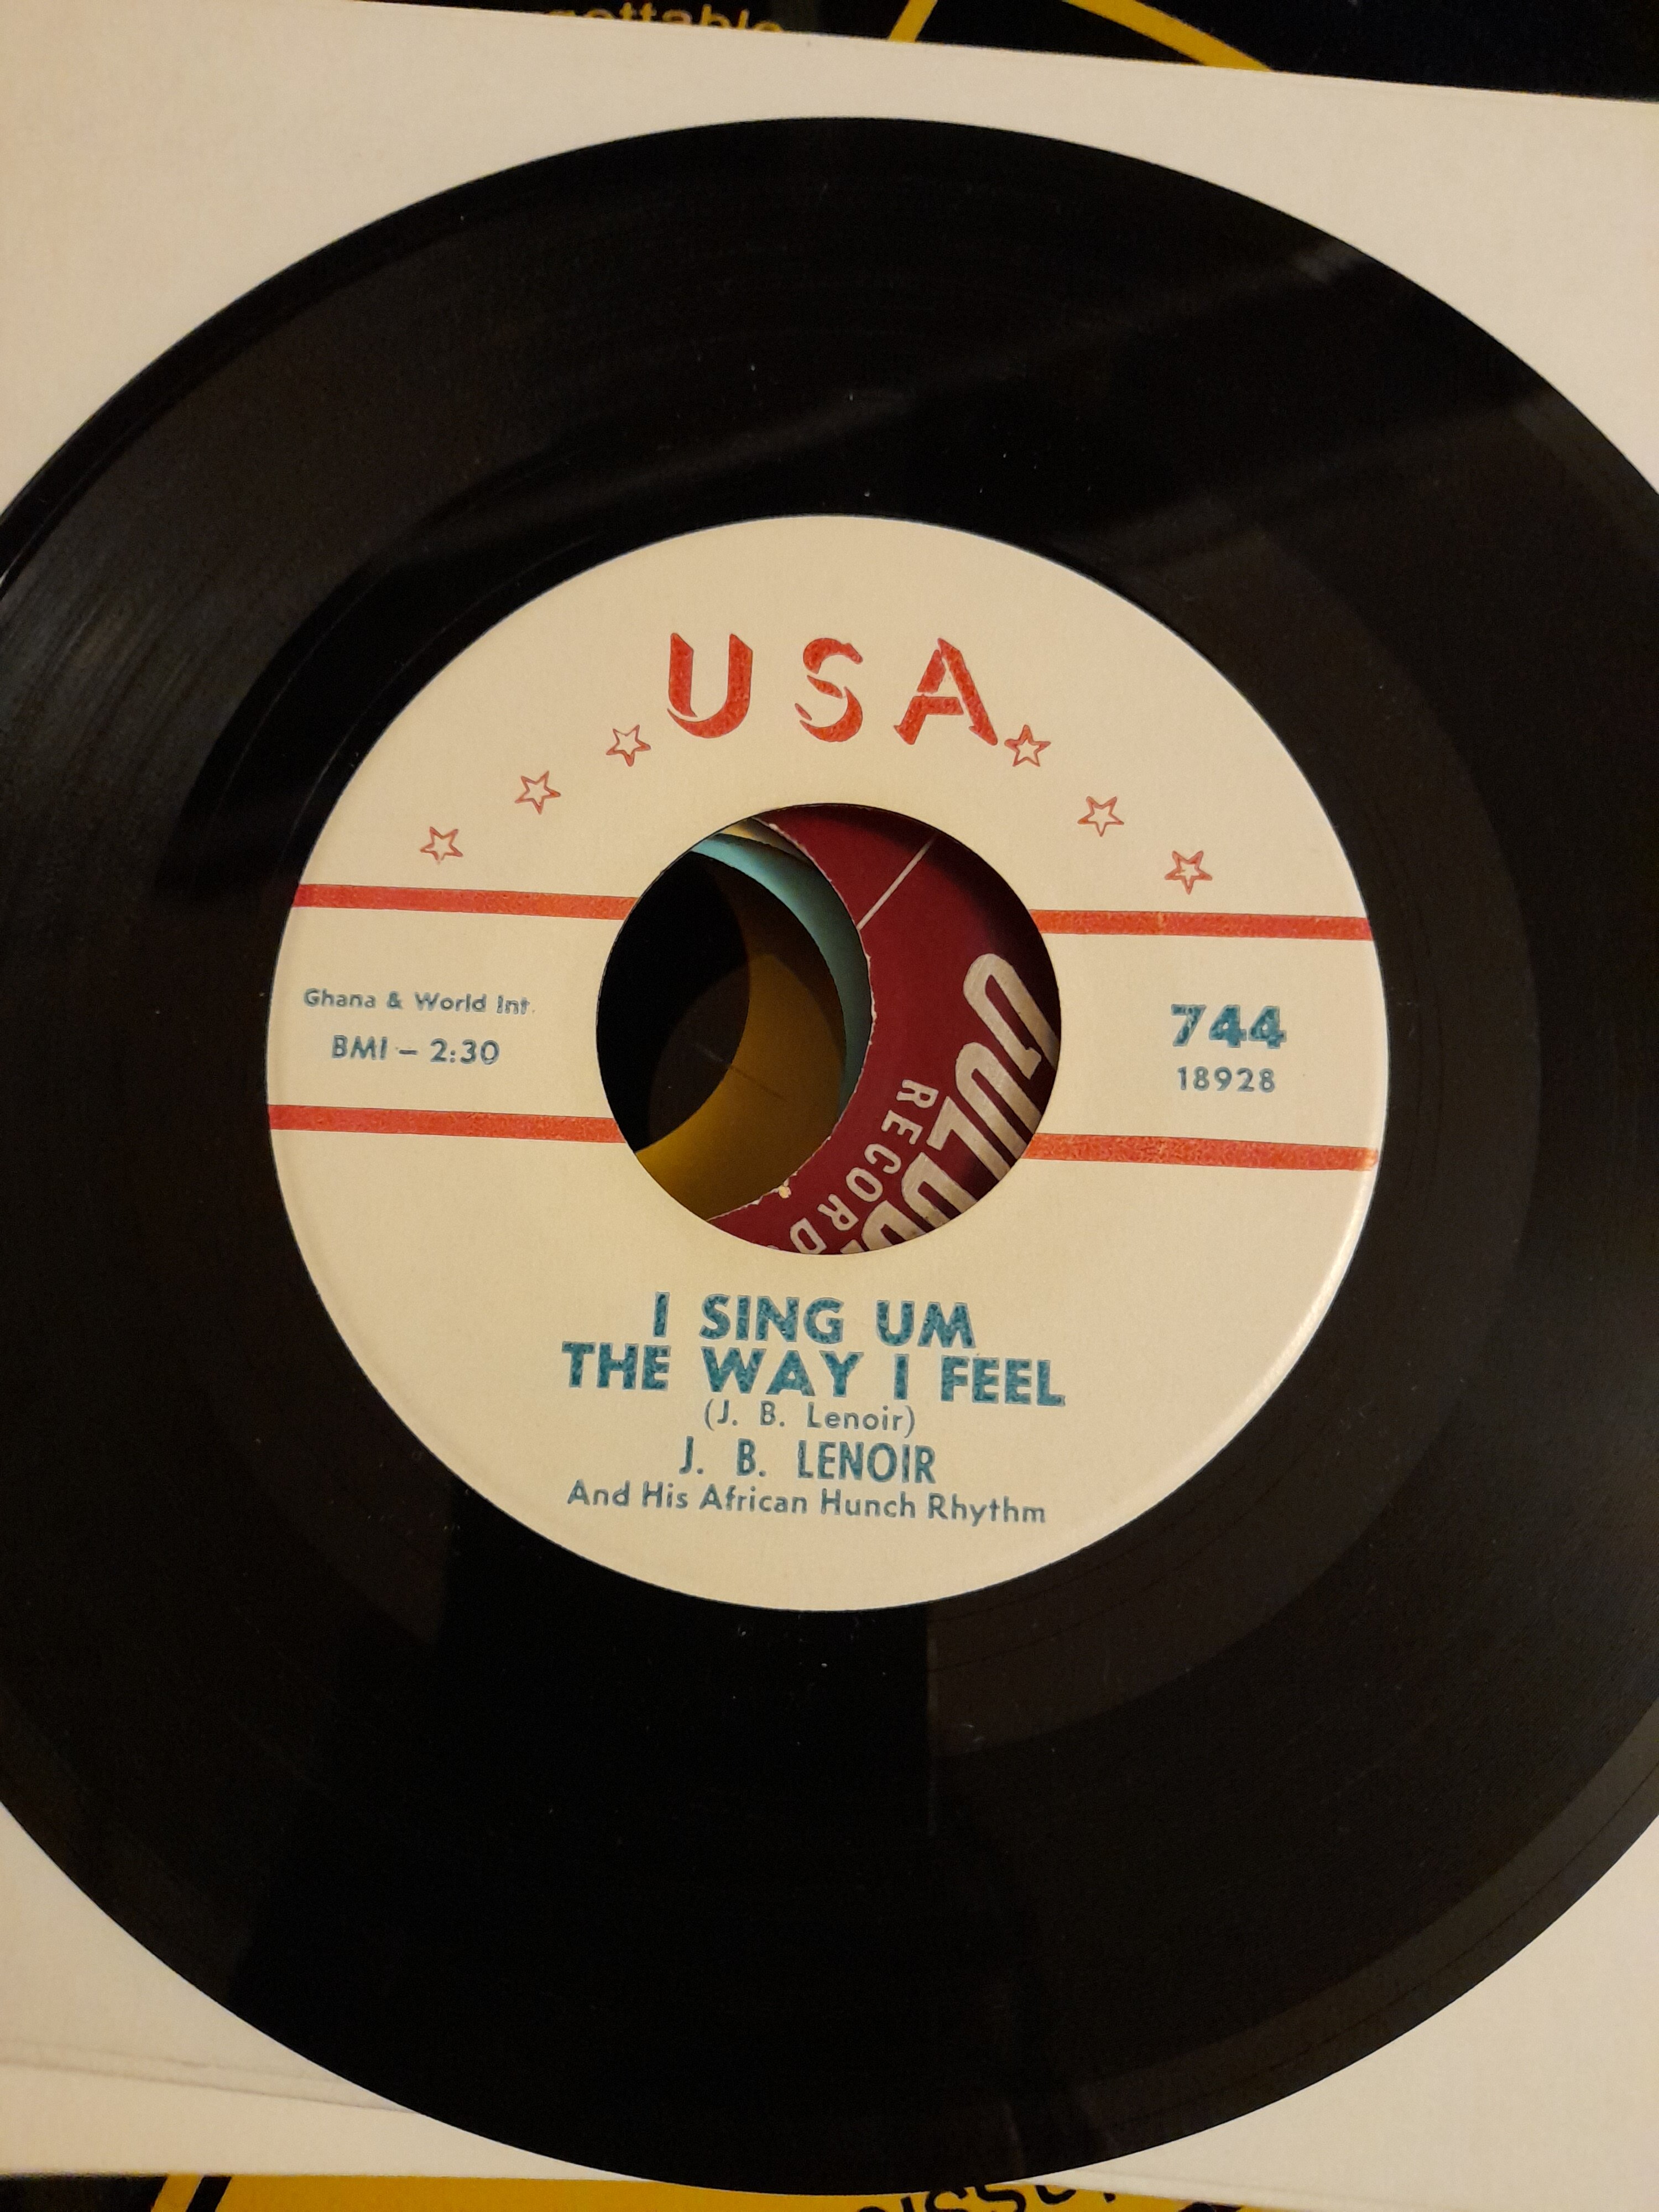 gettable
USA
Ghana & World Int.
BMI – 2:30
744
18928
RECORD
I SING UM
THE WAY I FEEL
(J. B. Lenoir)
J. B. LENOIR
And His African Hunch Rhythm